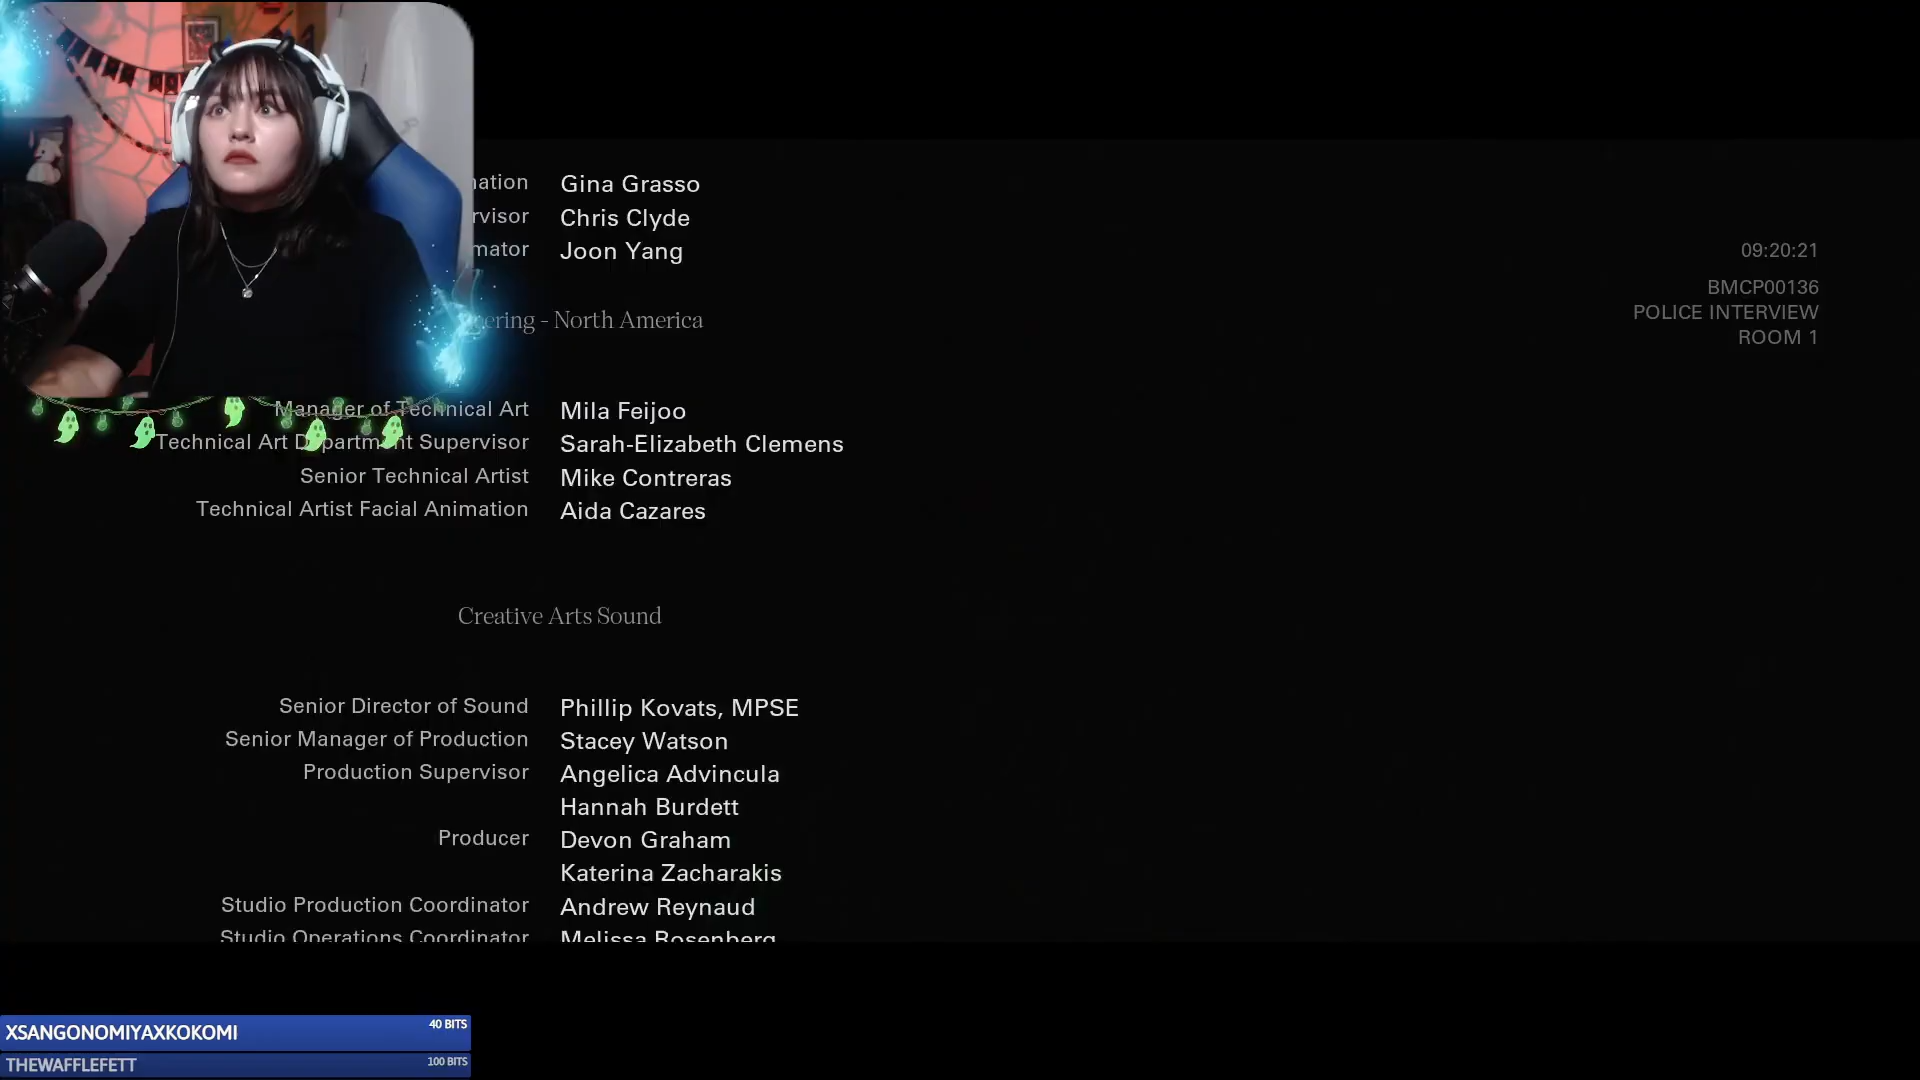 ation Gina Grasso
rvisor Chris Clyde
mator Joon Yang
09:20:21
BMCP00136
POLICE INTERVIEW
ROOM 1
ering - North America
Manager of Technical Art Mila Feijoo
Technical Art Department Supervisor Sarah-Elizabeth Clemens
Senior Technical Artist Mike Contreras
Technical Artist Facial Animation Aida Cazares
Creative Arts Sound
Senior Director of Sound Phillip Kovats, MPSE
Senior Manager of Production Stacey Watson
Production Supervisor Angelica Advincula
Hannah Burdett
Producer Devon Graham
Katerina Zacharakis
Studio Production Coordinator Andrew Reynaud
Studio Operations Coordinator Melissa Rosenberg
XSANGONOMIYAXKOKOMI 40 BITS
THEWAFFLEFETT 100 BITS